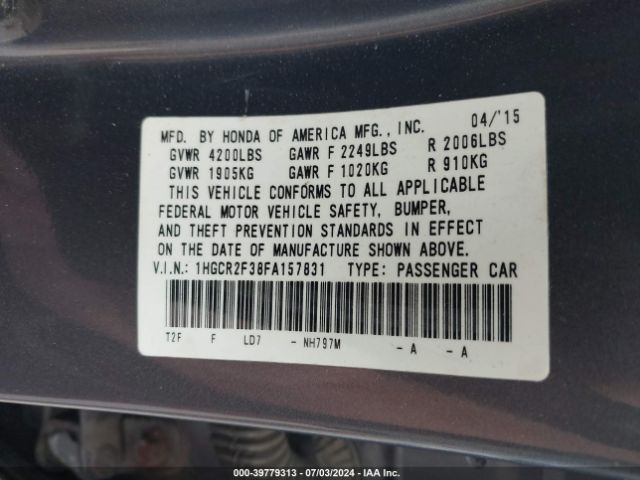 MFD. BY HONDA OF AMERICA MFG., INC. 04/'15
GVWR 4200LBS GAWR F 2249LBS R 2006LBS
GVWR 1905KG GAWR F 1020KG R 910KG
THIS VEHICLE CONFORMS TO ALL APPLICABLE
FEDERAL MOTOR VEHICLE SAFETY, BUMPER,
AND THEFT PREVENTION STANDARDS IN EFFECT
ON THE DATE OF MANUFACTURE SHOWN ABOVE.
V.I.N.: 1HGCR2F38FA157831 TYPE: PASSENGER CAR
T2F F LD7 - NH797M - A - A
000-39779313 - 07/03/2024 - IAA Inc.